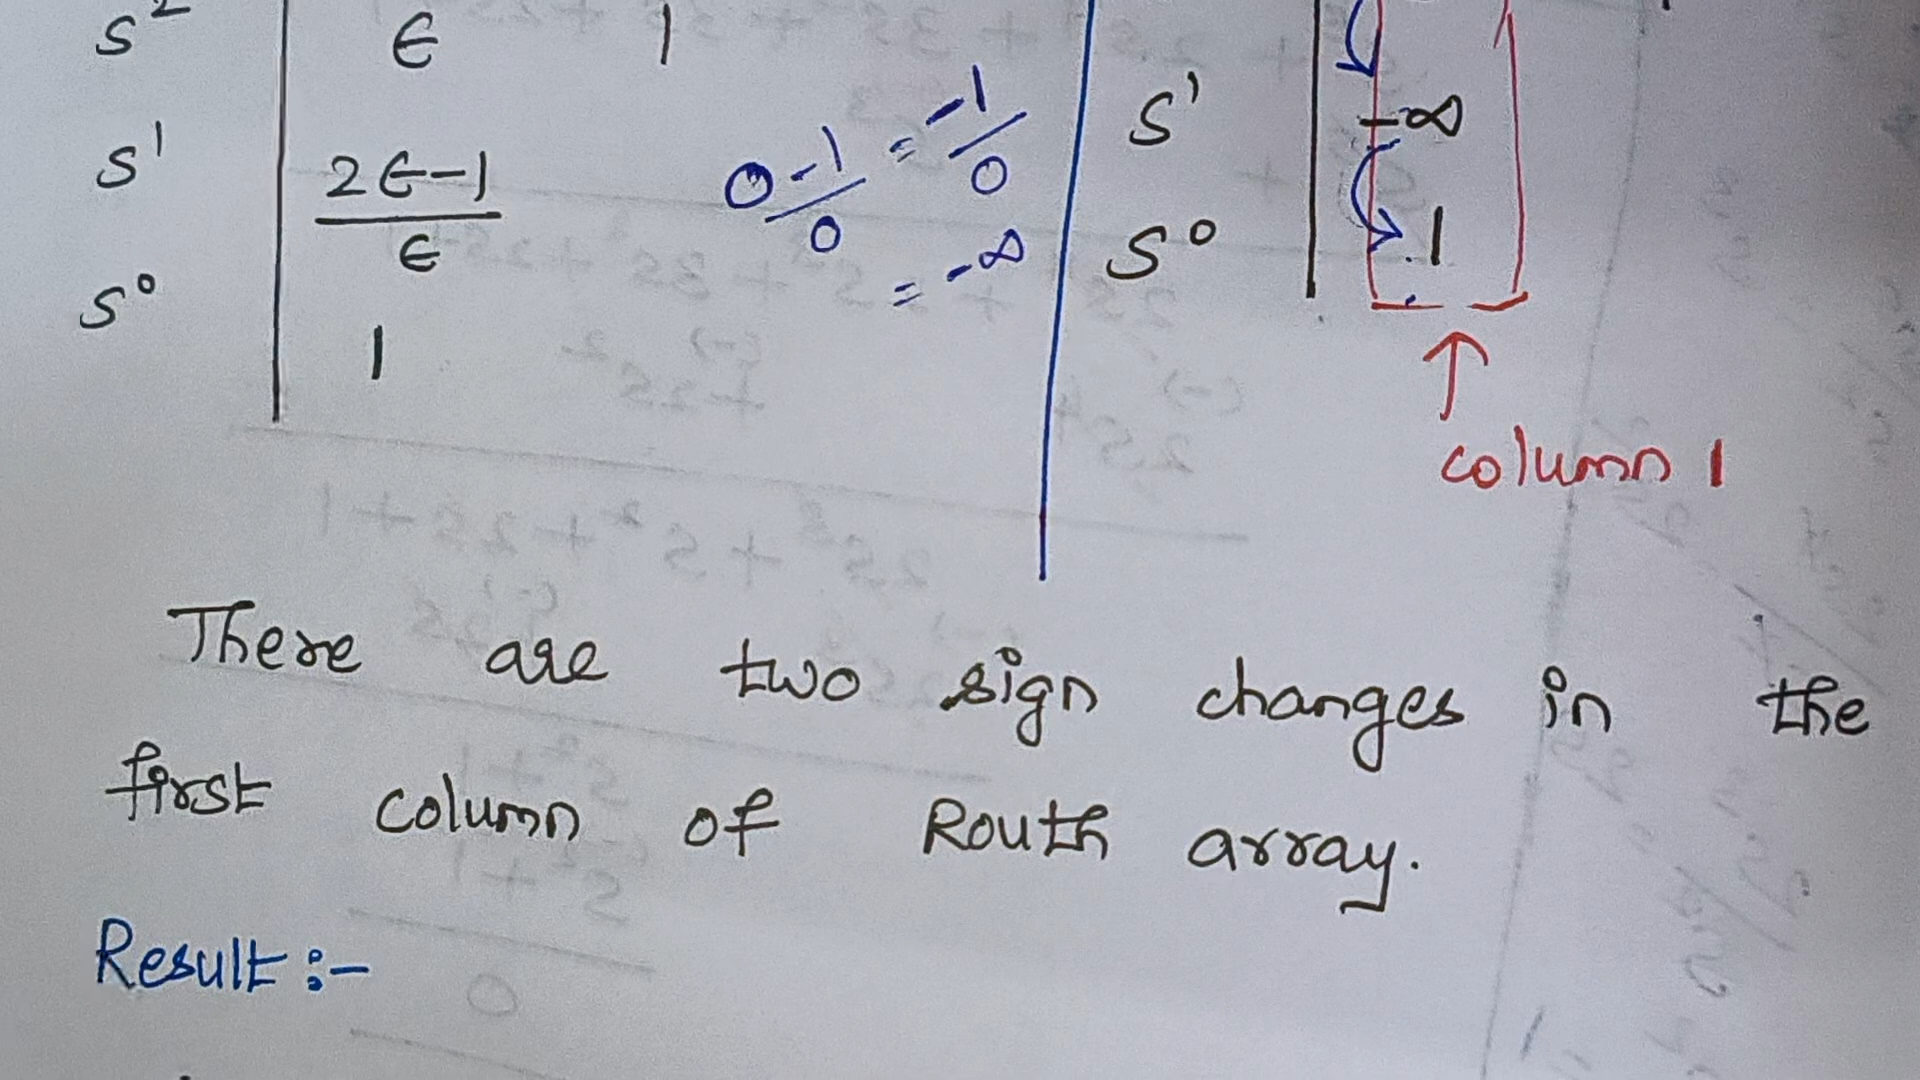 s² | ϵ 1
s¹ | (2ϵ-1)/ϵ
s⁰ | 1
(0-1)/0 = -1/0
= -∞
s¹ | -∞
s⁰ | 1
↑
column 1
There are two sign changes in the
first column of Routh array.
Result :-